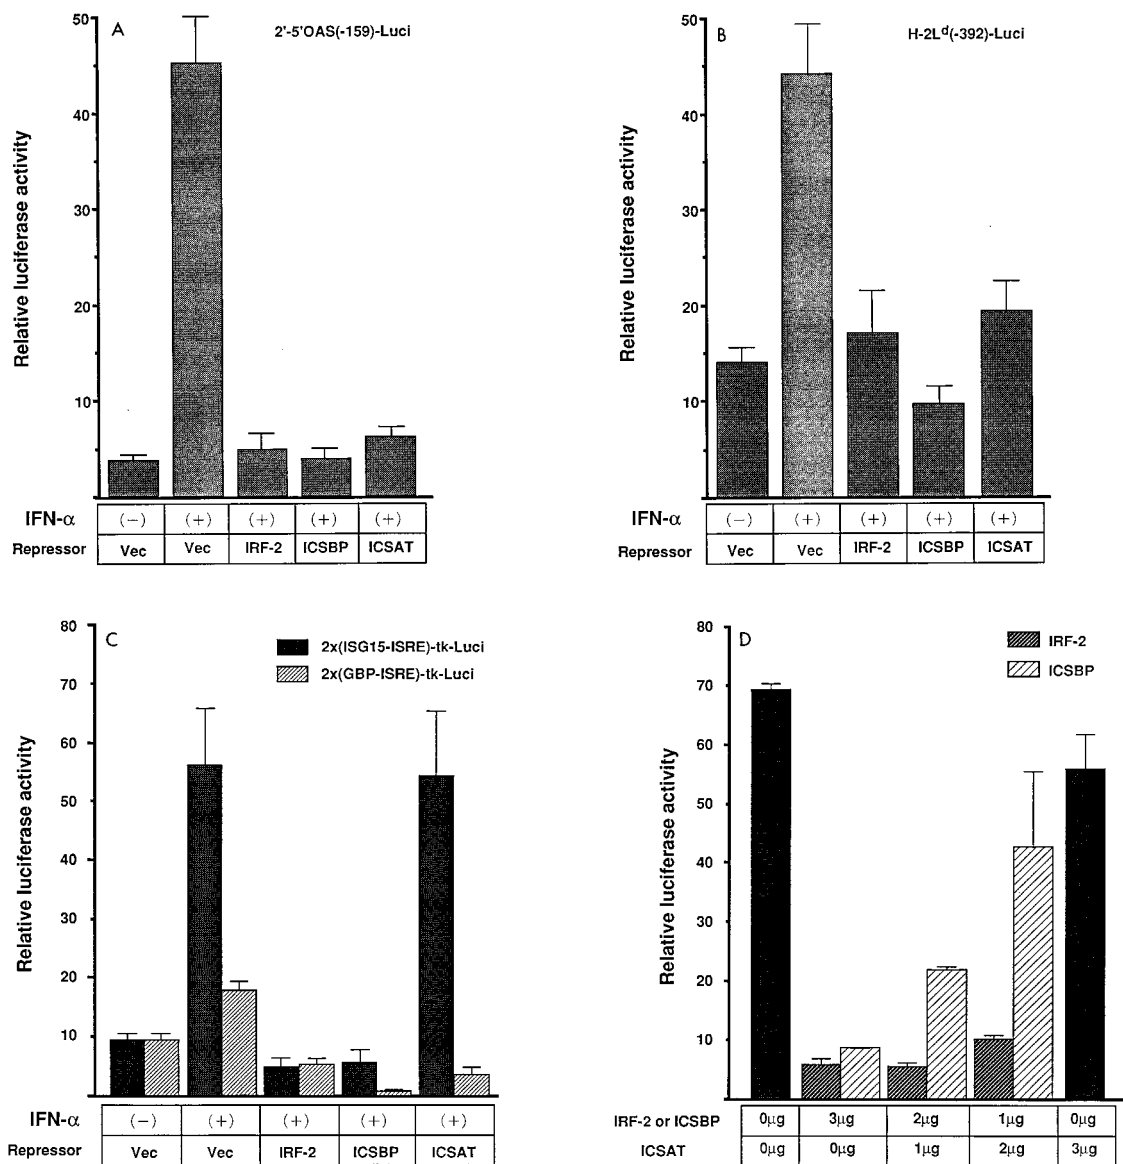 A
2'-5'OAS(-159)-Luci
50
40
30
20
10
Relative luciferase activity
IFN-α (−) (+) (+) (+) (+)
Repressor Vec Vec IRF-2 ICSBP ICSAT
B
H-2Lᵈ(-392)-Luci
50
40
30
20
10
Relative luciferase activity
IFN-α (−) (+) (+) (+) (+)
Repressor Vec Vec IRF-2 ICSBP ICSAT
C
2x(ISG15-ISRE)-tk-Luci
2x(GBP-ISRE)-tk-Luci
80
70
60
50
40
30
20
10
Relative luciferase activity
IFN-α (−) (+) (+) (+) (+)
Repressor Vec Vec IRF-2 ICSBP ICSAT
D
IRF-2
ICSBP
80
70
60
50
40
30
20
10
Relative luciferase activity
IRF-2 or ICSBP 0µg 3µg 2µg 1µg 0µg
ICSAT 0µg 0µg 1µg 2µg 3µg